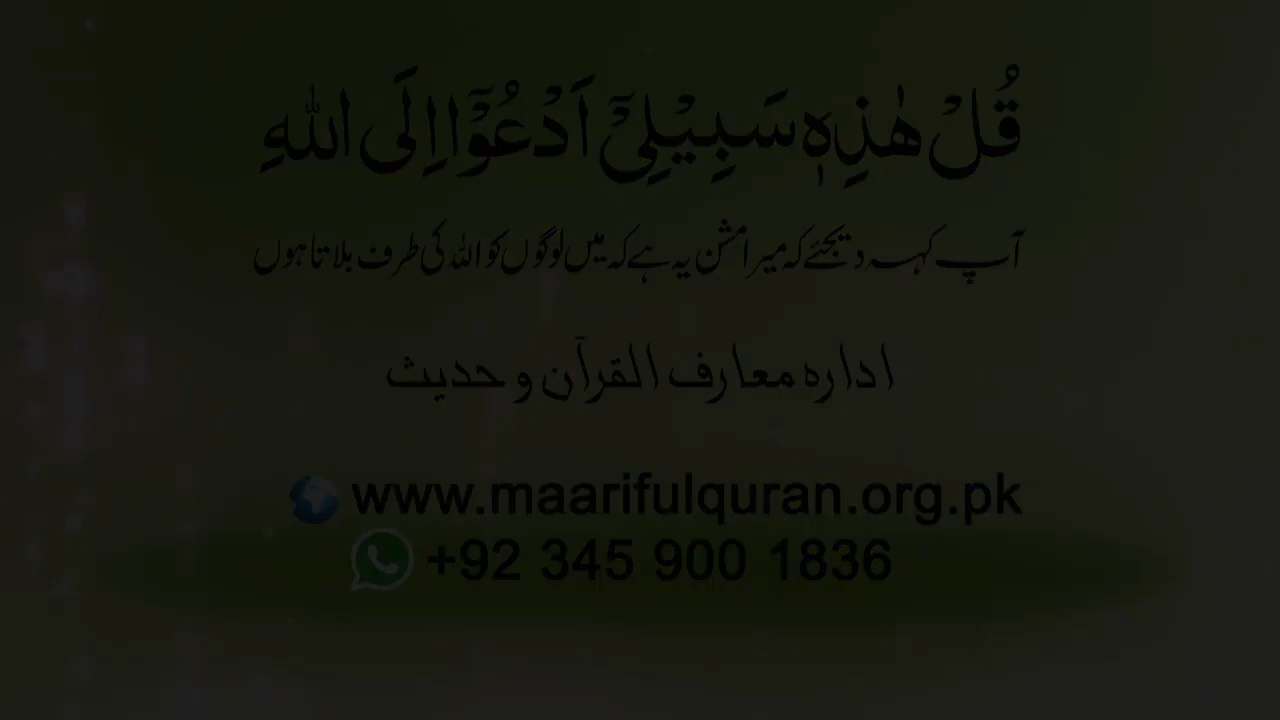 قُلْ هٰذِهٖ سَبِيْلِيْٓ اَدْعُوْٓا اِلَى اللّٰهِ
آپ کہہ دیجئے کہ میرا مشن یہ ہے کہ میں لوگوں کو اللہ کی طرف بلاتا ہوں
ادارہ معارف القرآن و حدیث
www.maarifulquran.org.pk
+92 345 900 1836